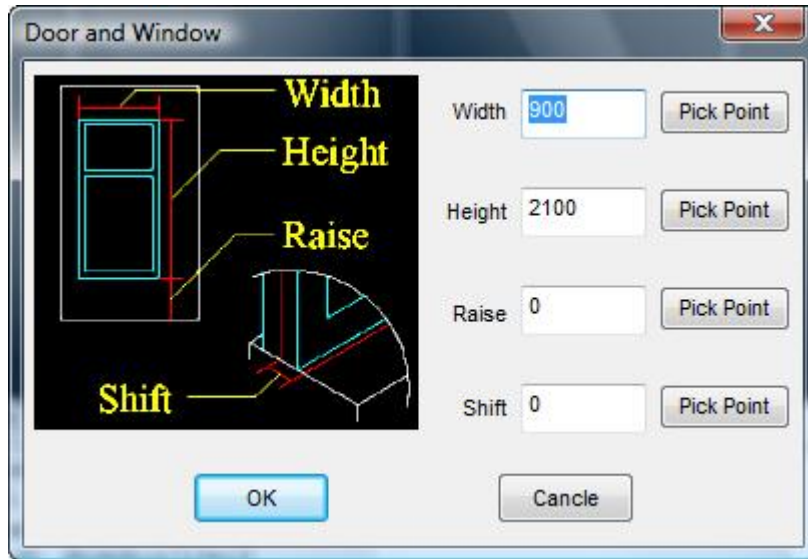 Door and Window
Width
Height
Raise
Shift
Width 900 Pick Point
Height 2100 Pick Point
Raise 0 Pick Point
Shift 0 Pick Point
OK Cancle